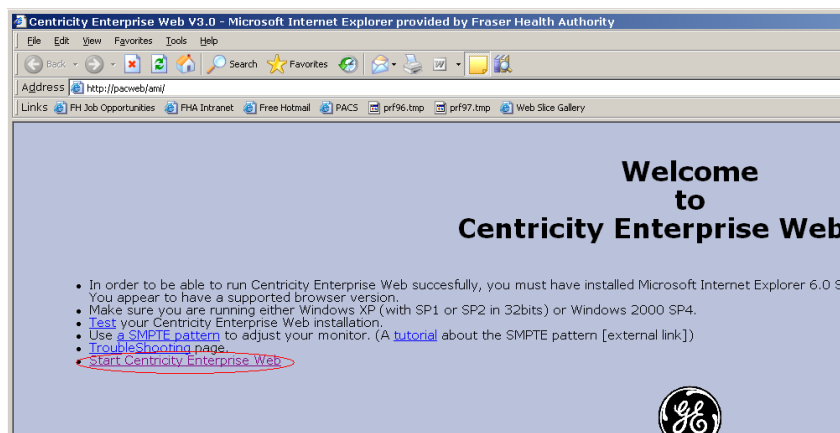 Centricity Enterprise Web V3.0 - Microsoft Internet Explorer provided by Fraser Health Authority
File Edit View Favorites Tools Help
Back Search Favorites
Address http://pacweb/ami/
Links FH Job Opportunities FHA Intranet Free Hotmail PACS prf96.tmp prf97.tmp Web Slice Gallery
Welcome
to
Centricity Enterprise Web
In order to be able to run Centricity Enterprise Web succesfully, you must have installed Microsoft Internet Explorer 6.0 S
You appear to have a supported browser version.
Make sure you are running either Windows XP (with SP1 or SP2 in 32bits) or Windows 2000 SP4.
Test your Centricity Enterprise Web installation.
Use a SMPTE pattern to adjust your monitor. (A tutorial about the SMPTE pattern [external link])
TroubleShooting page.
Start Centricity Enterprise Web
GE